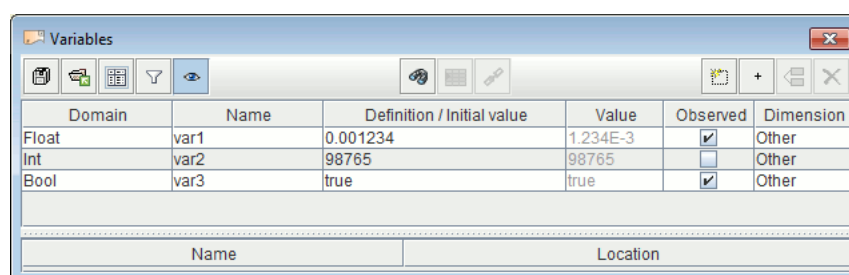 Variables
+
Domain Name Definition / Initial value Value Observed Dimension
Float var1 0.001234 1.234E-3 Other
Int var2 98765 98765 Other
Bool var3 true true Other
Name Location